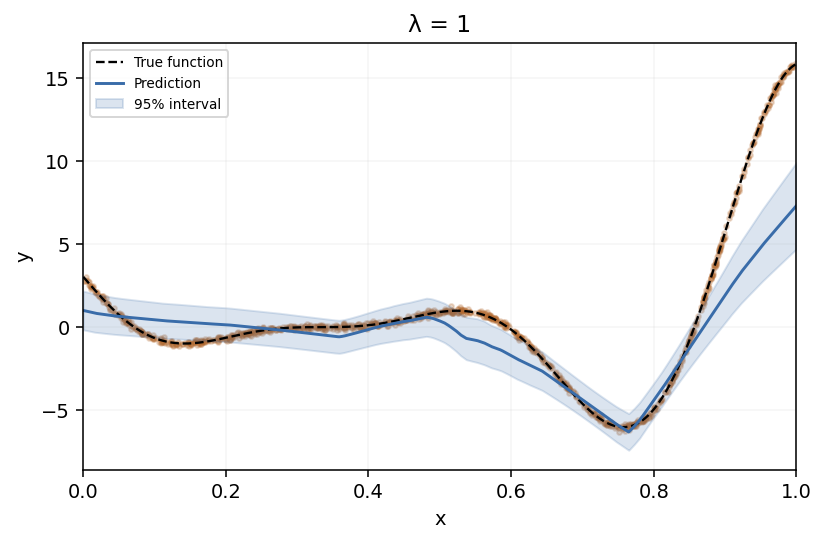 λ = 1
True function
Prediction
95% interval
y
15
10
5
0
−5
0.0 0.2 0.4 0.6 0.8 1.0
x